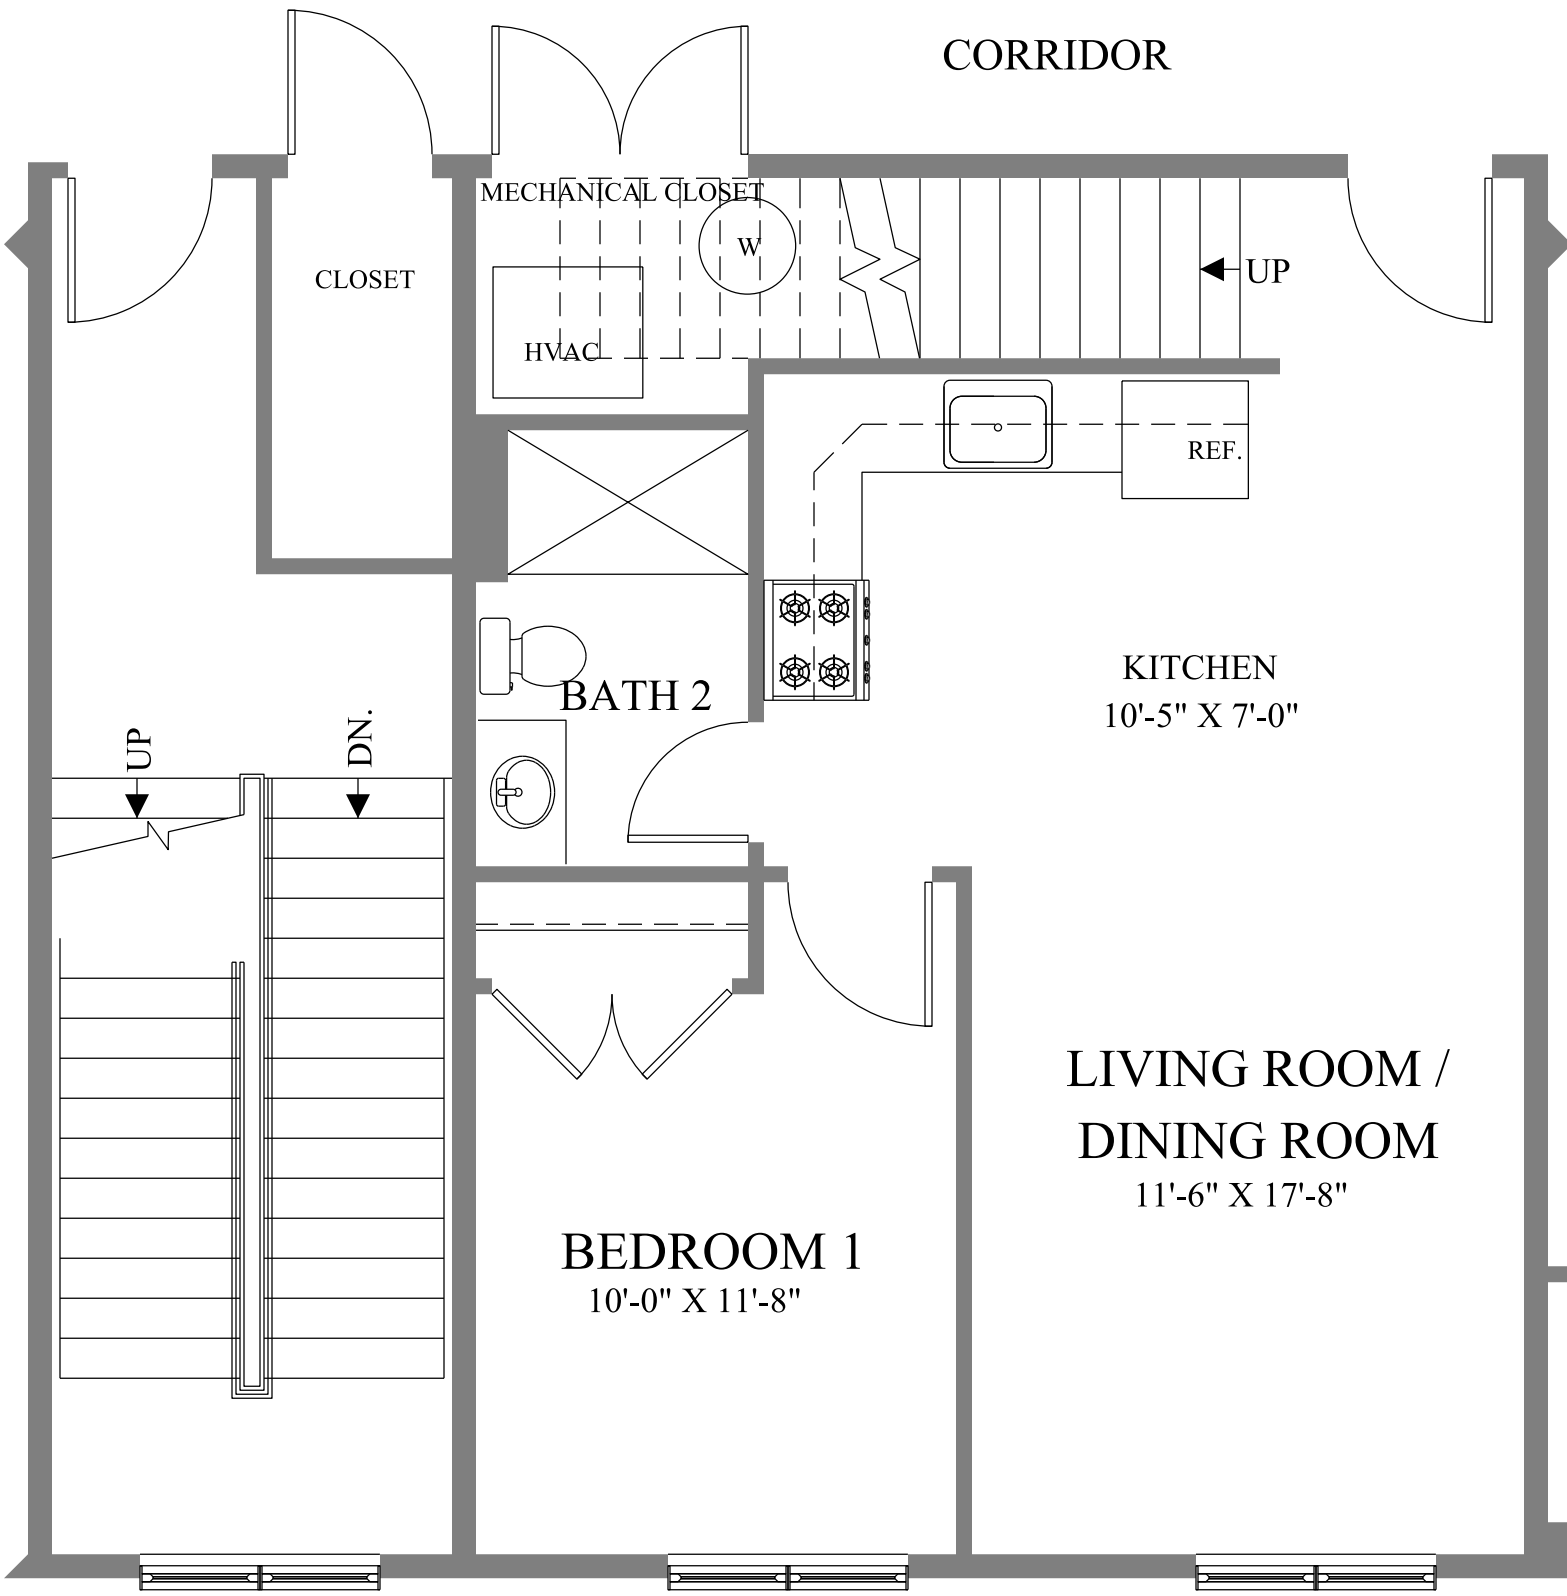 CORRIDOR
MECHANICAL CLOSET
W
CLOSET
UP
HVAC
REF.
KITCHEN
10'-5" X 7'-0"
BATH 2
UP
DN.
LIVING ROOM /
DINING ROOM
11'-6" X 17'-8"
BEDROOM 1
10'-0" X 11'-8"